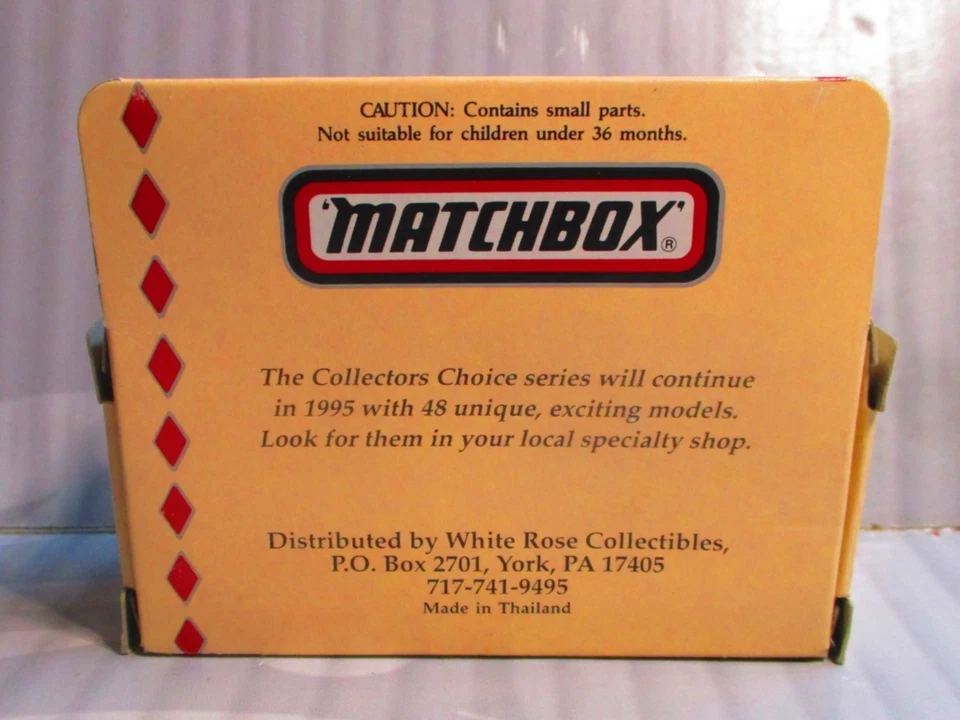 CAUTION: Contains small parts.
Not suitable for children under 36 months.
'MATCHBOX'®
The Collectors Choice series will continue
in 1995 with 48 unique, exciting models.
Look for them in your local specialty shop.
Distributed by White Rose Collectibles,
P.O. Box 2701, York, PA 17405
717-741-9495
Made in Thailand